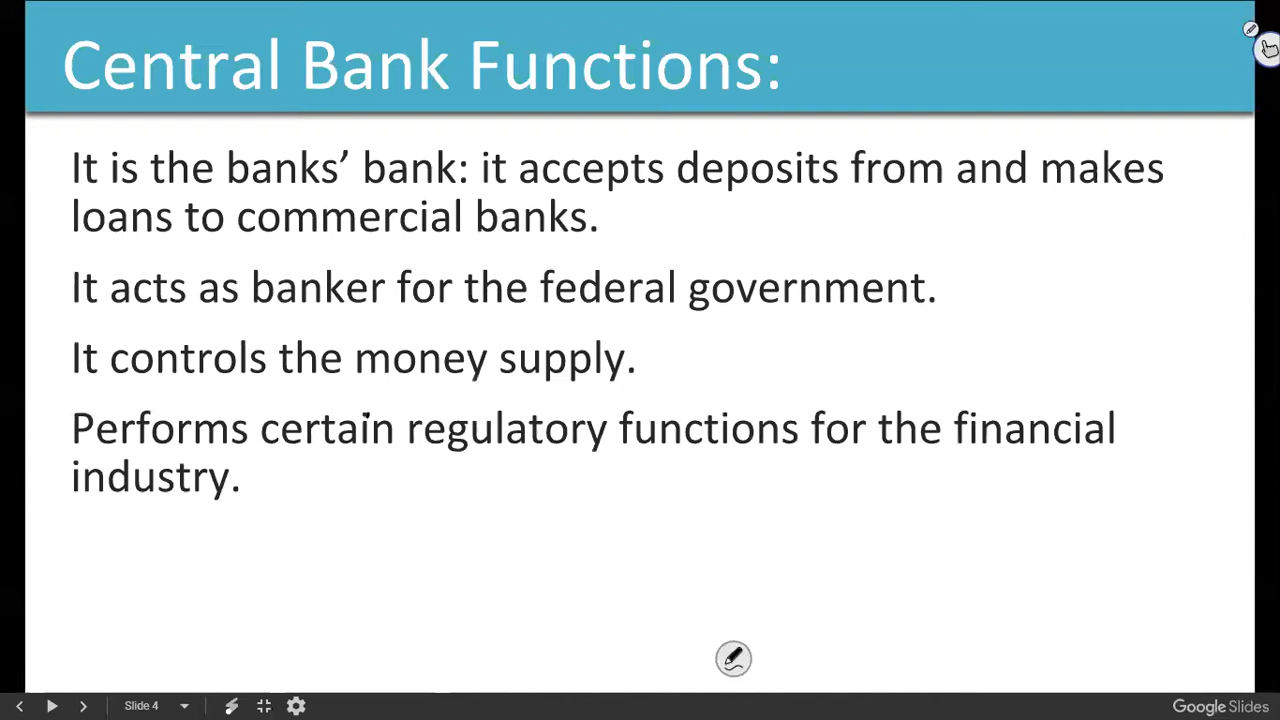 Central Bank Functions:
It is the banks’ bank: it accepts deposits from and makes
loans to commercial banks.
It acts as banker for the federal government.
It controls the money supply.
Performs certain regulatory functions for the financial
industry.
Slide 4
Google Slides